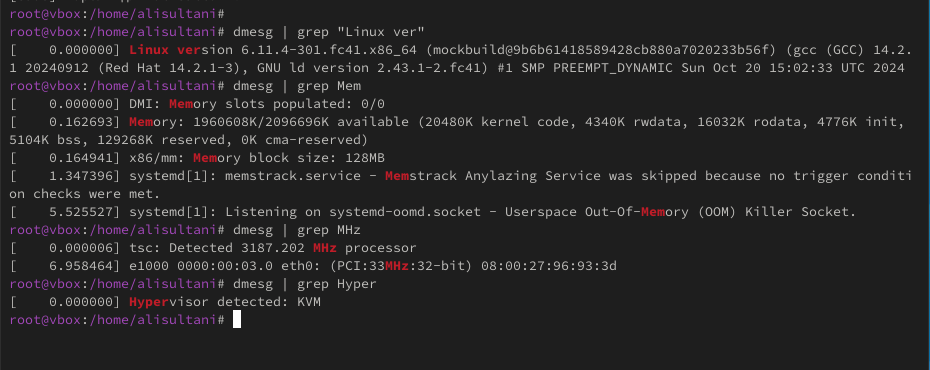 root@vbox:/home/alisultani#
root@vbox:/home/alisultani# dmesg | grep "Linux ver"
[    0.000000] Linux version 6.11.4-301.fc41.x86_64 (mockbuild@9b6b61418589428cb880a7020233b56f) (gcc (GCC) 14.2.
1 20240912 (Red Hat 14.2.1-3), GNU ld version 2.43.1-2.fc41) #1 SMP PREEMPT_DYNAMIC Sun Oct 20 15:02:33 UTC 2024
root@vbox:/home/alisultani# dmesg | grep Mem
[    0.000000] DMI: Memory slots populated: 0/0
[    0.162693] Memory: 1960608K/2096696K available (20480K kernel code, 4340K rwdata, 16032K rodata, 4776K init,
5104K bss, 129268K reserved, 0K cma-reserved)
[    0.164941] x86/mm: Memory block size: 128MB
[    1.347396] systemd[1]: memstrack.service - Memstrack Anylazing Service was skipped because no trigger conditi
on checks were met.
[    5.525527] systemd[1]: Listening on systemd-oomd.socket - Userspace Out-Of-Memory (OOM) Killer Socket.
root@vbox:/home/alisultani# dmesg | grep MHz
[    0.000006] tsc: Detected 3187.202 MHz processor
[    6.958464] e1000 0000:00:03.0 eth0: (PCI:33MHz:32-bit) 08:00:27:96:93:3d
root@vbox:/home/alisultani# dmesg | grep Hyper
[    0.000000] Hypervisor detected: KVM
root@vbox:/home/alisultani#